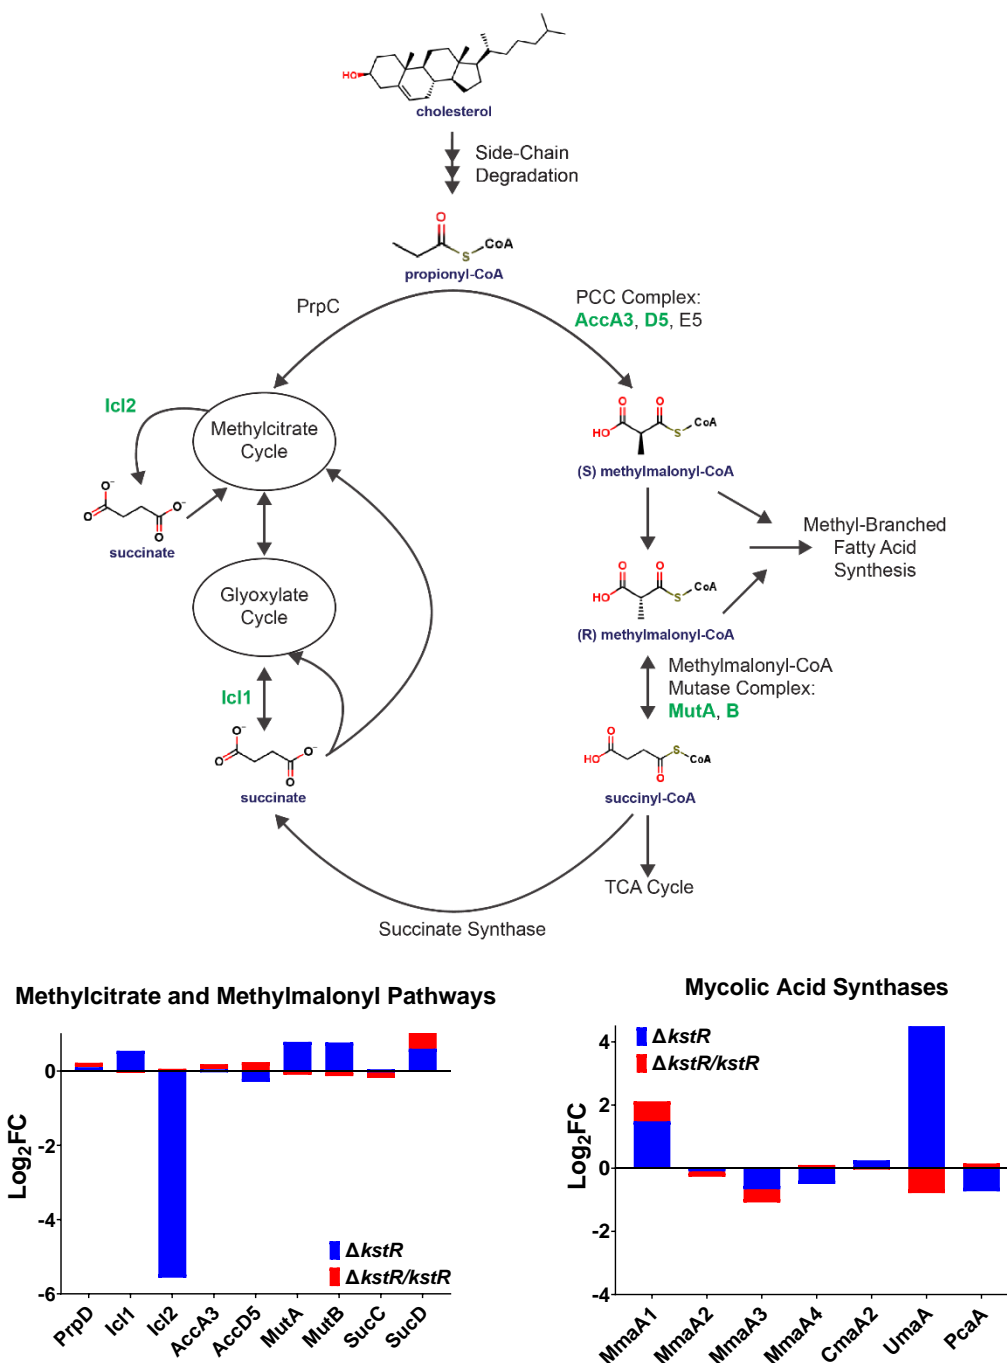 HO
cholesterol
Side-Chain
Degradation
O
S
CoA
propionyl-CoA
PrpC
PCC Complex:
AccA3, D5, E5
Icl2
Methylcitrate
Cycle
O O
HO S CoA
(S) methylmalonyl-CoA
O⁻
O O⁻
O
succinate
Methyl-Branched
Fatty Acid
Synthesis
Glyoxylate
Cycle
O O
HO S CoA
(R) methylmalonyl-CoA
Icl1
Methylmalonyl-CoA
Mutase Complex:
MutA, B
O⁻
O O⁻
O
succinate
O
HO S CoA
O
succinyl-CoA
TCA Cycle
Succinate Synthase
Methylcitrate and Methylmalonyl Pathways
Log₂FC
0
-2
-4
-6
ΔkstR
ΔkstR/kstR
PrpD
Icl1
Icl2
AccA3
AccD5
MutA
MutB
SucC
SucD
Mycolic Acid Synthases
Log₂FC
4
2
0
-2
-4
ΔkstR
ΔkstR/kstR
MmaA1
MmaA2
MmaA3
MmaA4
CmaA2
UmaA
PcaA